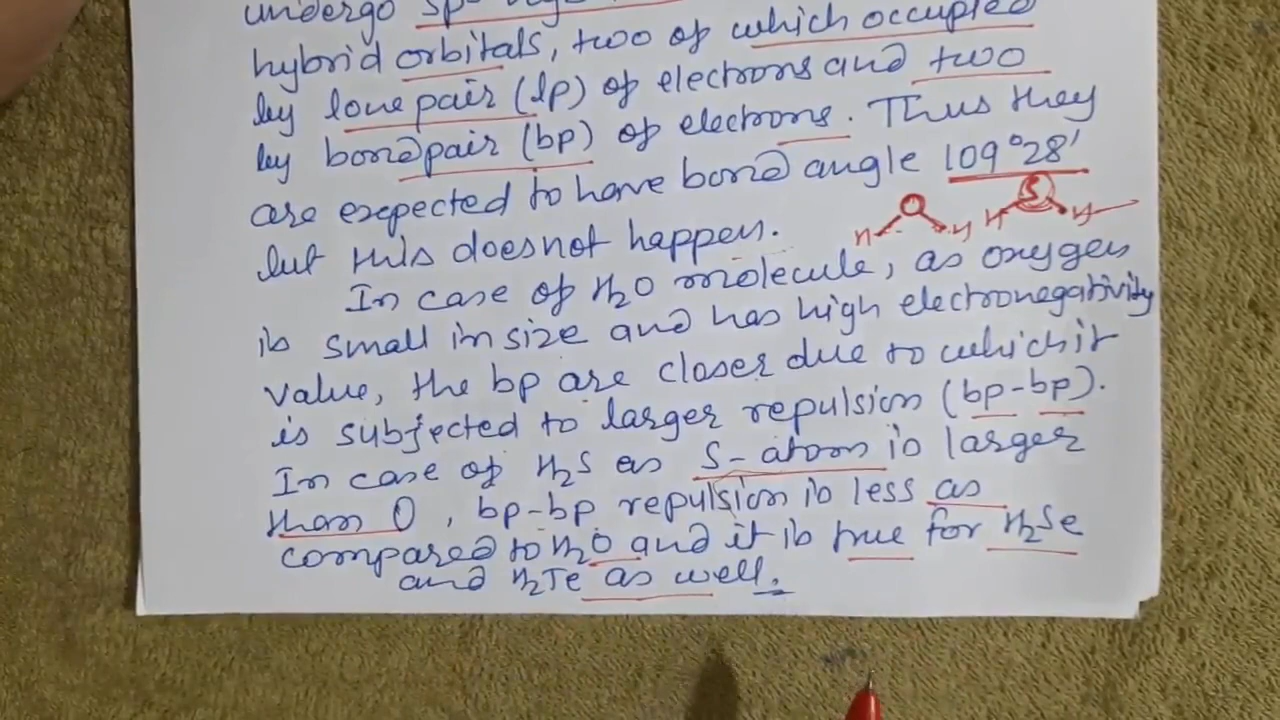 undergo sp
hybrid orbitals, two of which occupied
by lone pair (lp) of electrons and two
by bondpair (bp) of electrons. Thus they
are expected to have bond angle 109°28'
but this does not happen.
O S
H H H H
In case of H2O molecule, as oxygen
is small in size and has high electronegativity
value, the bp are closer due to which it
is subjected to larger repulsion (bp-bp).
In case of H2S as S-atom is larger
than O, bp-bp repulsion is less as
compared to H2O and it is true for H2Se
and H2Te as well.